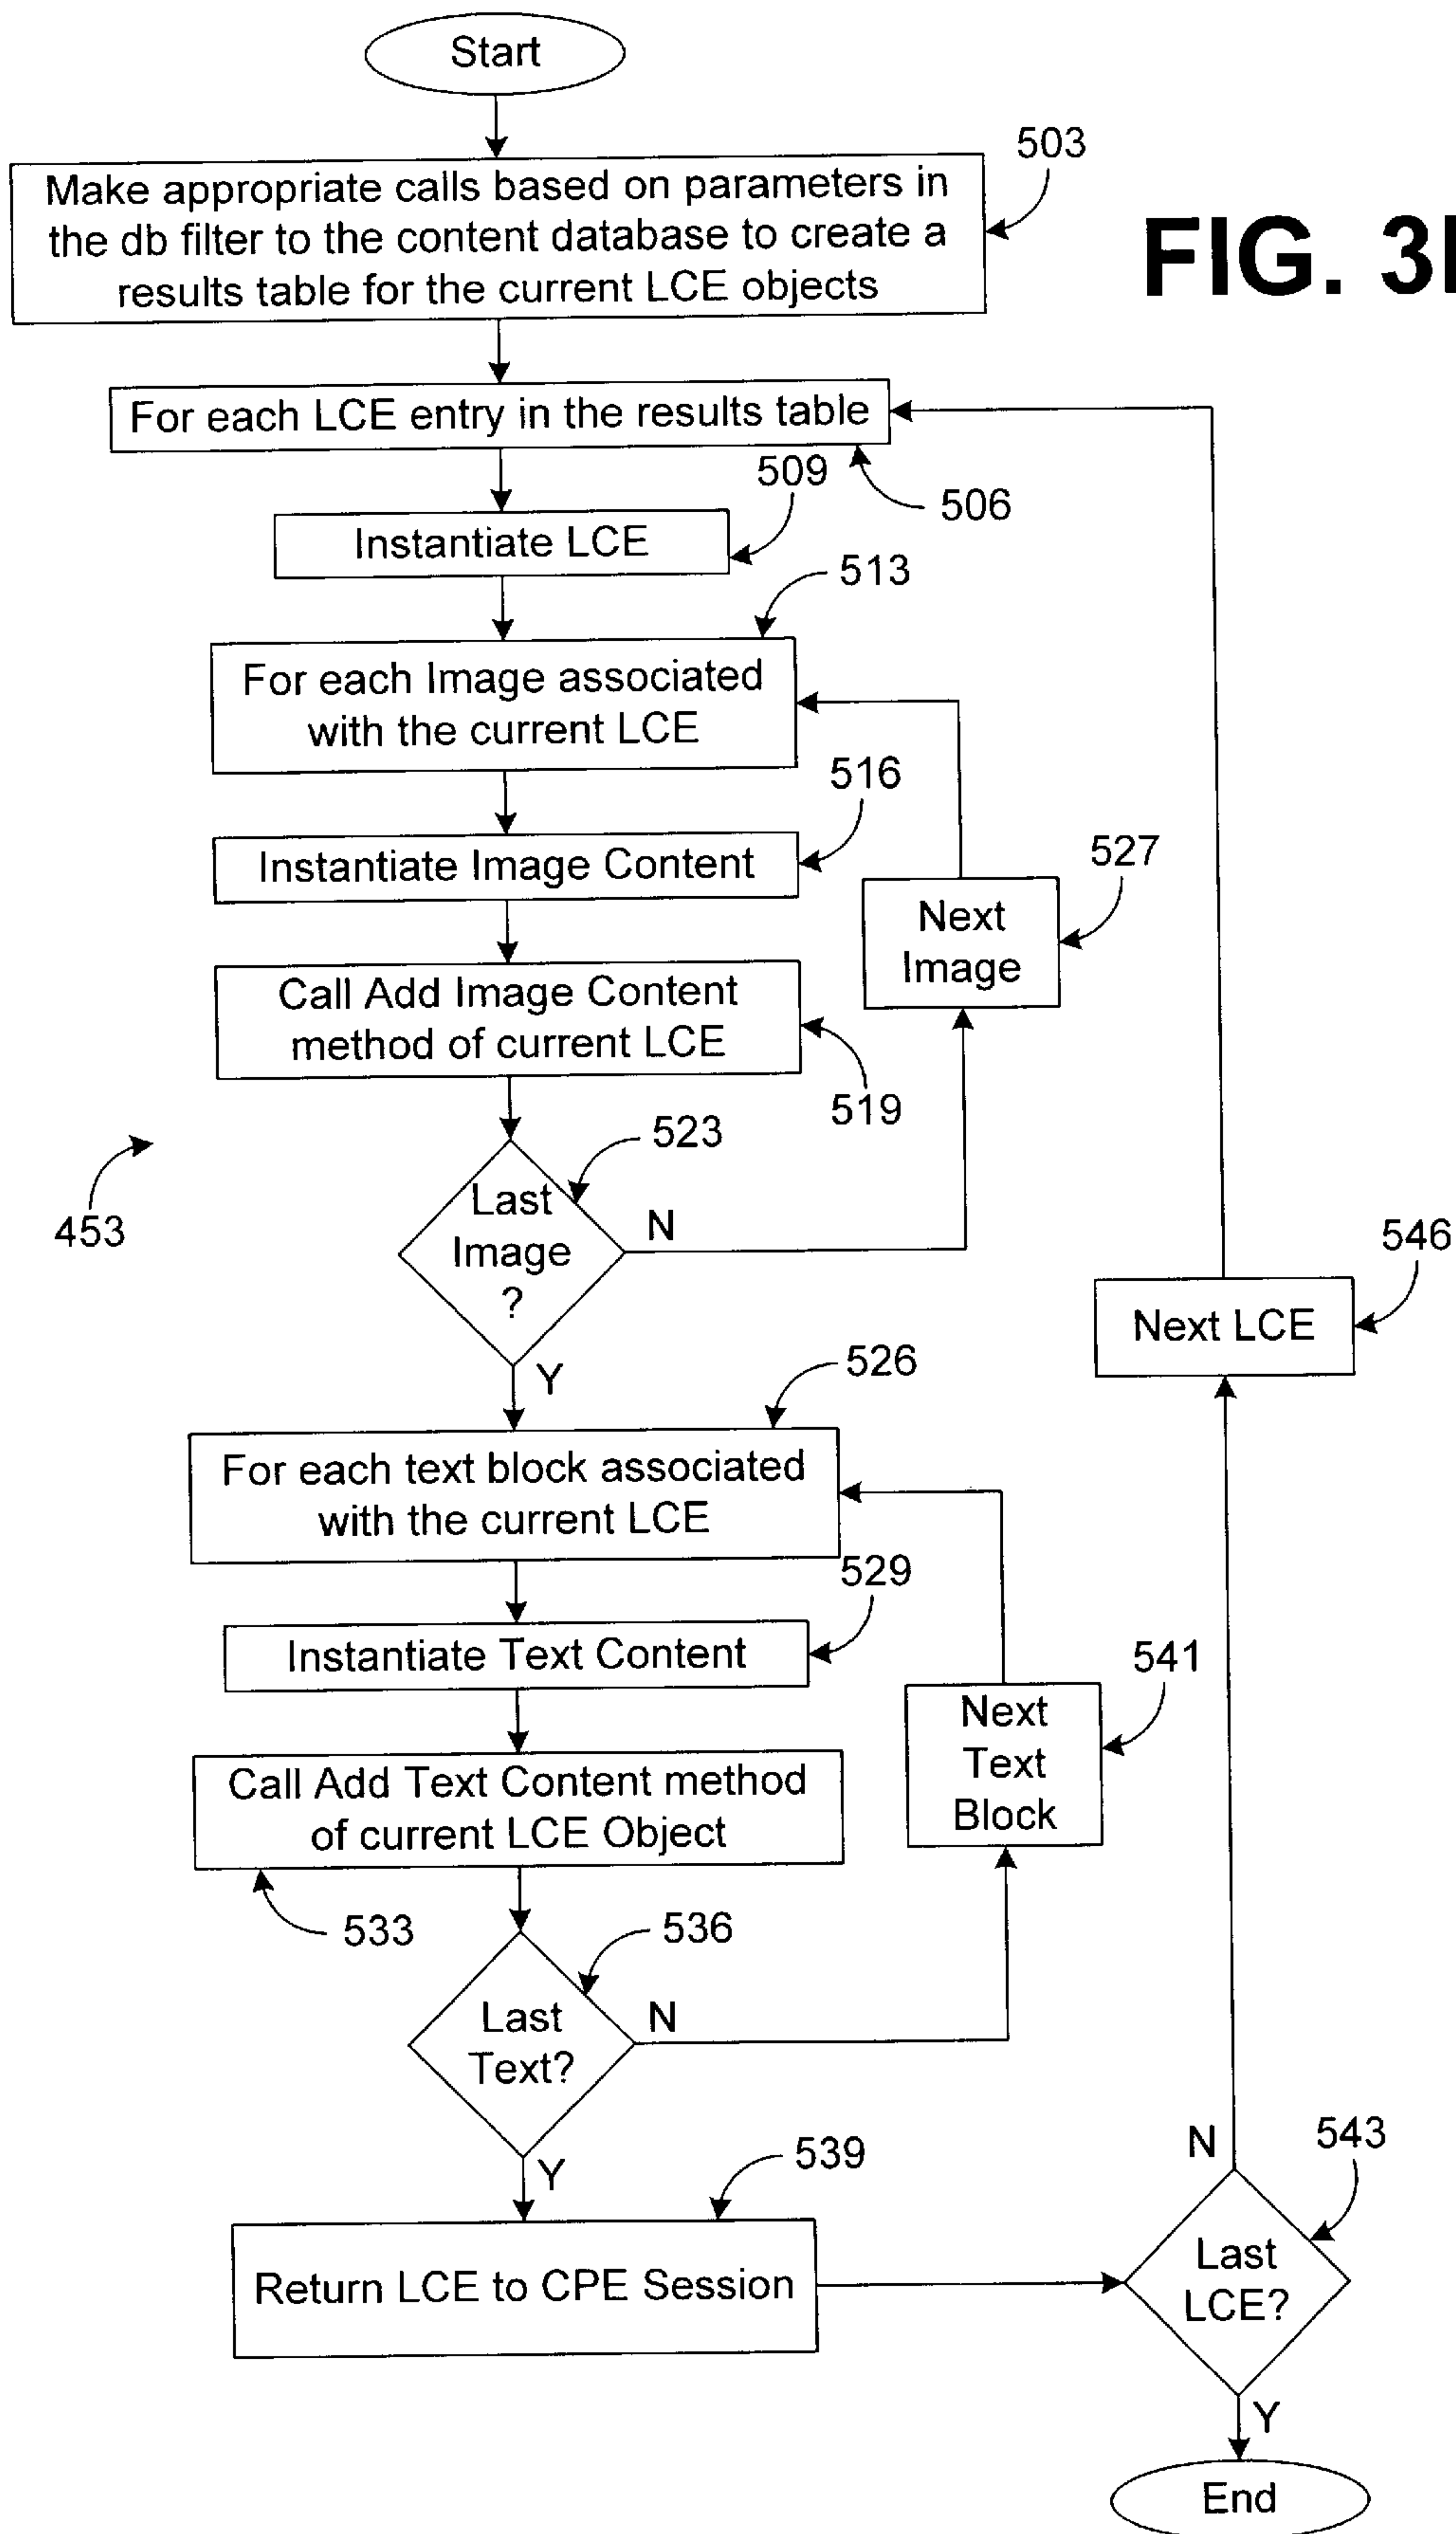 Start
503
Make appropriate calls based on parameters in
the db filter to the content database to create a
results table for the current LCE objects
FIG. 3
For each LCE entry in the results table
509
506
Instantiate LCE
513
For each Image associated
with the current LCE
516
Instantiate Image Content
527
Next
Image
Call Add Image Content
method of current LCE
519
523
453
Last
Image
?
N
Y
546
Next LCE
526
For each text block associated
with the current LCE
529
Instantiate Text Content
541
Next
Text
Block
Call Add Text Content method
of current LCE Object
533
536
Last
Text?
N
Y
539
Return LCE to CPE Session
N
543
Last
LCE?
Y
End